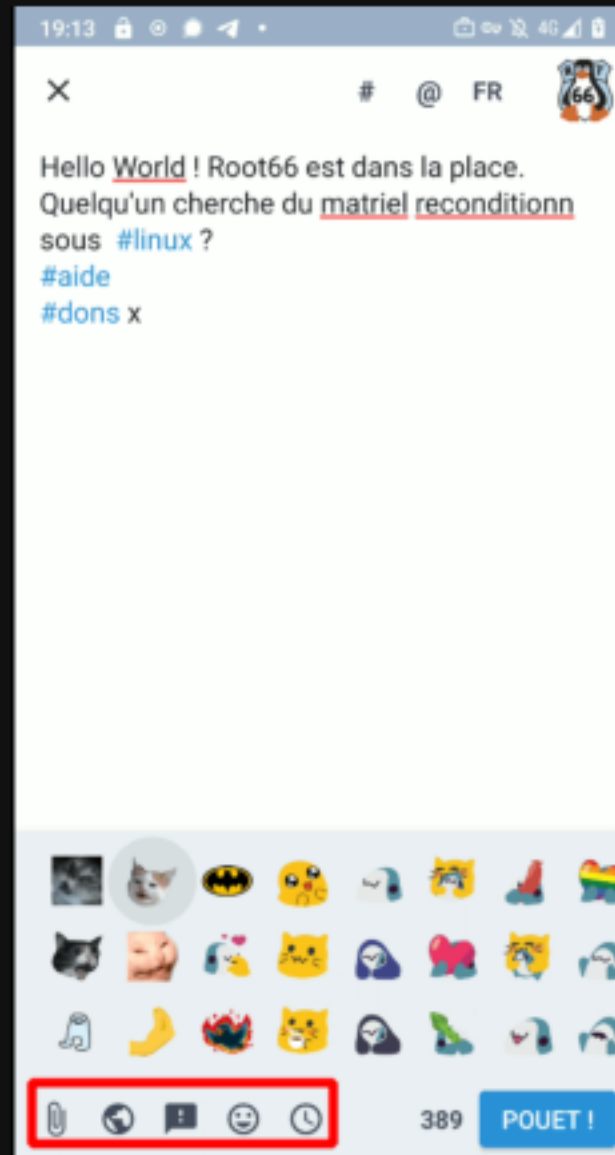 19:13 4G
# @ FR
66
Hello World ! Root66 est dans la place.
Quelqu'un cherche du matriel reconditionn
sous #linux ?
#aide
#dons x
389 POUET !